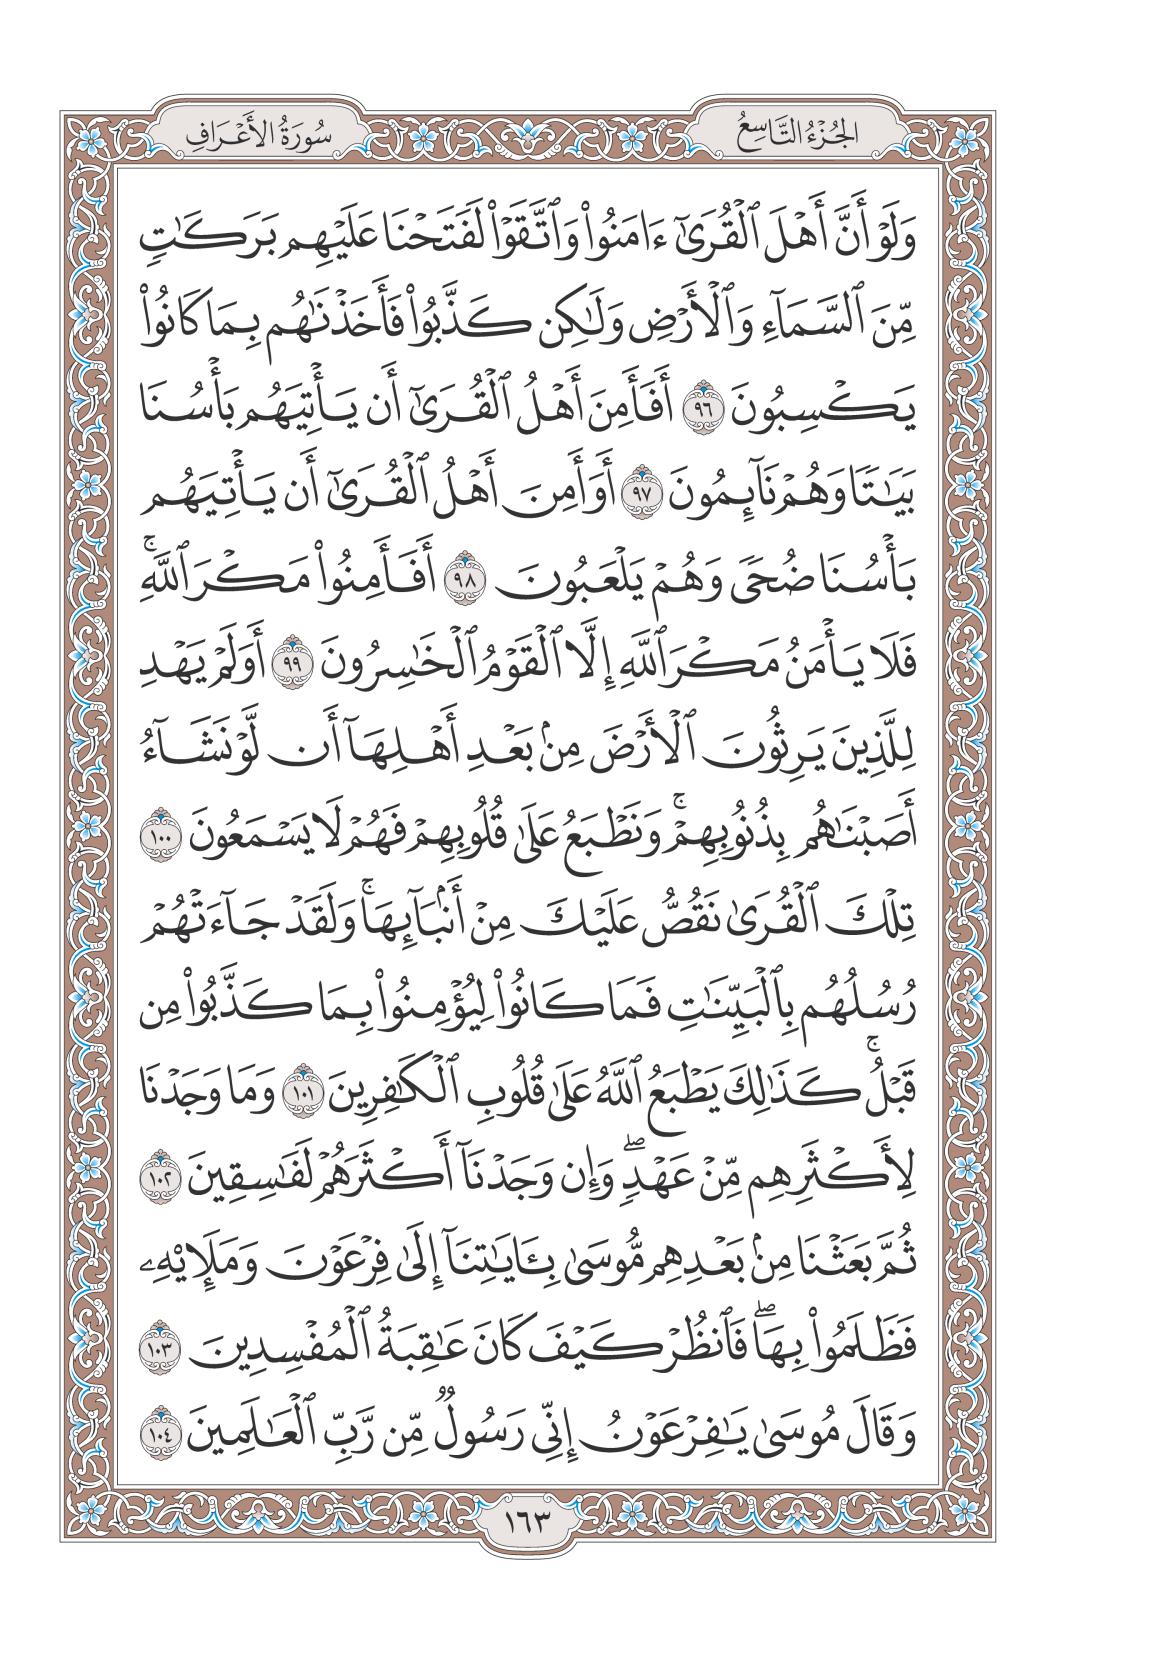 الجُزْءُ التَّاسِعُ
سُورَةُ الأَعْرَافِ
وَلَوْ أَنَّ أَهْلَ ٱلْقُرَىٰٓ ءَامَنُوا۟ وَٱتَّقَوْا۟ لَفَتَحْنَا عَلَيْهِم بَرَكَـٰتٍ
مِّنَ ٱلسَّمَآءِ وَٱلْأَرْضِ وَلَـٰكِن كَذَّبُوا۟ فَأَخَذْنَـٰهُم بِمَا كَانُوا۟
يَكْسِبُونَ ٩٦ أَفَأَمِنَ أَهْلُ ٱلْقُرَىٰٓ أَن يَأْتِيَهُم بَأْسُنَا
بَيَـٰتًا وَهُمْ نَآئِمُونَ ٩٧ أَوَأَمِنَ أَهْلُ ٱلْقُرَىٰٓ أَن يَأْتِيَهُم
بَأْسُنَا ضُحًى وَهُمْ يَلْعَبُونَ ٩٨ أَفَأَمِنُوا۟ مَكْرَ ٱللَّهِ ۚ
فَلَا يَأْمَنُ مَكْرَ ٱللَّهِ إِلَّا ٱلْقَوْمُ ٱلْخَـٰسِرُونَ ٩٩ أَوَلَمْ يَهْدِ
لِلَّذِينَ يَرِثُونَ ٱلْأَرْضَ مِنۢ بَعْدِ أَهْلِهَآ أَن لَّوْ نَشَآءُ
أَصَبْنَـٰهُم بِذُنُوبِهِمْ ۚ وَنَطْبَعُ عَلَىٰ قُلُوبِهِمْ فَهُمْ لَا يَسْمَعُونَ ١٠٠
تِلْكَ ٱلْقُرَىٰ نَقُصُّ عَلَيْكَ مِنْ أَنۢبَآئِهَا ۚ وَلَقَدْ جَآءَتْهُمْ
رُسُلُهُم بِٱلْبَيِّنَـٰتِ فَمَا كَانُوا۟ لِيُؤْمِنُوا۟ بِمَا كَذَّبُوا۟ مِن
قَبْلُ ۚ كَذَٰلِكَ يَطْبَعُ ٱللَّهُ عَلَىٰ قُلُوبِ ٱلْكَـٰفِرِينَ ١٠١ وَمَا وَجَدْنَا
لِأَكْثَرِهِم مِّنْ عَهْدٍ ۖ وَإِن وَجَدْنَآ أَكْثَرَهُمْ لَفَـٰسِقِينَ ١٠٢
ثُمَّ بَعَثْنَا مِنۢ بَعْدِهِم مُّوسَىٰ بِـَٔايَـٰتِنَآ إِلَىٰ فِرْعَوْنَ وَمَلَإِي۟هِۦ
فَظَلَمُوا۟ بِهَا ۖ فَٱنظُرْ كَيْفَ كَانَ عَـٰقِبَةُ ٱلْمُفْسِدِينَ ١٠٣
وَقَالَ مُوسَىٰ يَـٰفِرْعَوْنُ إِنِّى رَسُولٌ مِّن رَّبِّ ٱلْعَـٰلَمِينَ ١٠٤
١٦٣